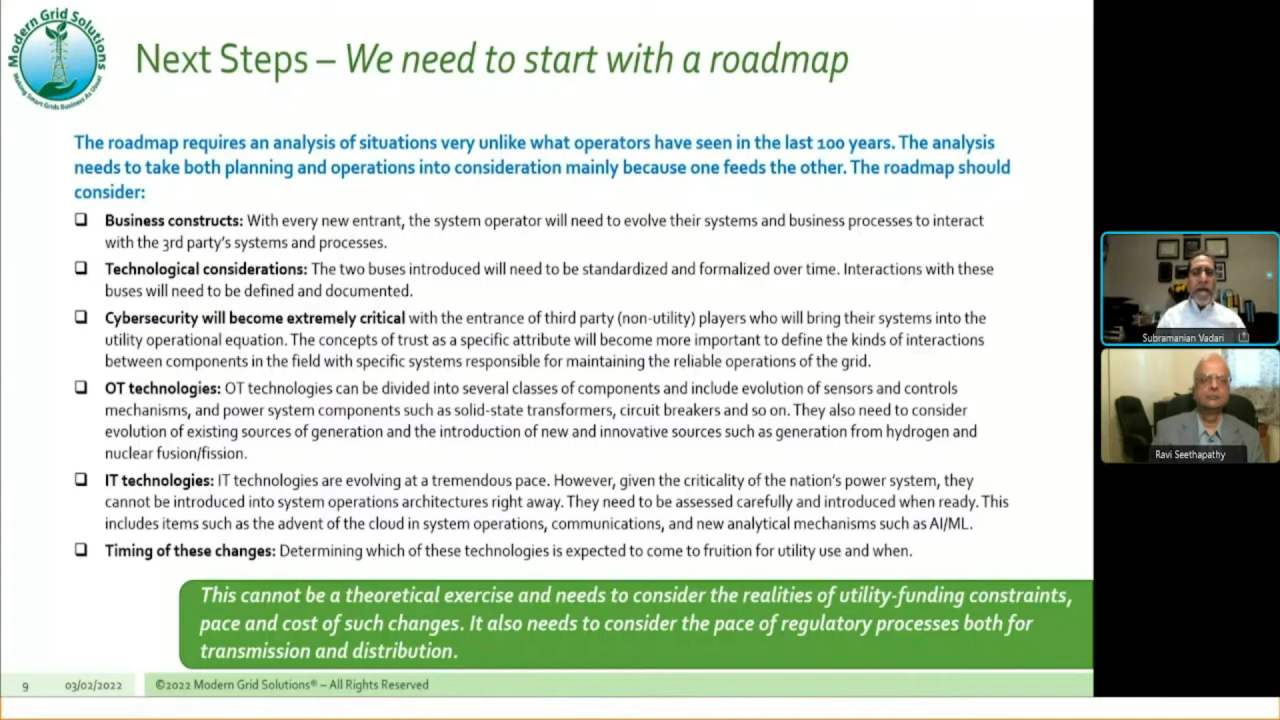 Modern Grid Solutions
Making Smart Grids Business As Usual
Next Steps – We need to start with a roadmap
The roadmap requires an analysis of situations very unlike what operators have seen in the last 100 years. The analysis
needs to take both planning and operations into consideration mainly because one feeds the other. The roadmap should
consider:
❑ Business constructs: With every new entrant, the system operator will need to evolve their systems and business processes to interact
with the 3rd party's systems and processes.
❑ Technological considerations: The two buses introduced will need to be standardized and formalized over time. Interactions with these
buses will need to be defined and documented.
❑ Cybersecurity will become extremely critical with the entrance of third party (non-utility) players who will bring their systems into the
utility operational equation. The concepts of trust as a specific attribute will become more important to define the kinds of interactions
between components in the field with specific systems responsible for maintaining the reliable operations of the grid.
❑ OT technologies: OT technologies can be divided into several classes of components and include evolution of sensors and controls
mechanisms, and power system components such as solid-state transformers, circuit breakers and so on. They also need to consider
evolution of existing sources of generation and the introduction of new and innovative sources such as generation from hydrogen and
nuclear fusion/fission.
❑ IT technologies: IT technologies are evolving at a tremendous pace. However, given the criticality of the nation's power system, they
cannot be introduced into system operations architectures right away. They need to be assessed carefully and introduced when ready. This
includes items such as the advent of the cloud in system operations, communications, and new analytical mechanisms such as AI/ML.
❑ Timing of these changes: Determining which of these technologies is expected to come to fruition for utility use and when.
This cannot be a theoretical exercise and needs to consider the realities of utility-funding constraints,
pace and cost of such changes. It also needs to consider the pace of regulatory processes both for
transmission and distribution.
9 03/02/2022 ©2022 Modern Grid Solutions® – All Rights Reserved
Subramanian Vadari
Ravi Seethapathy